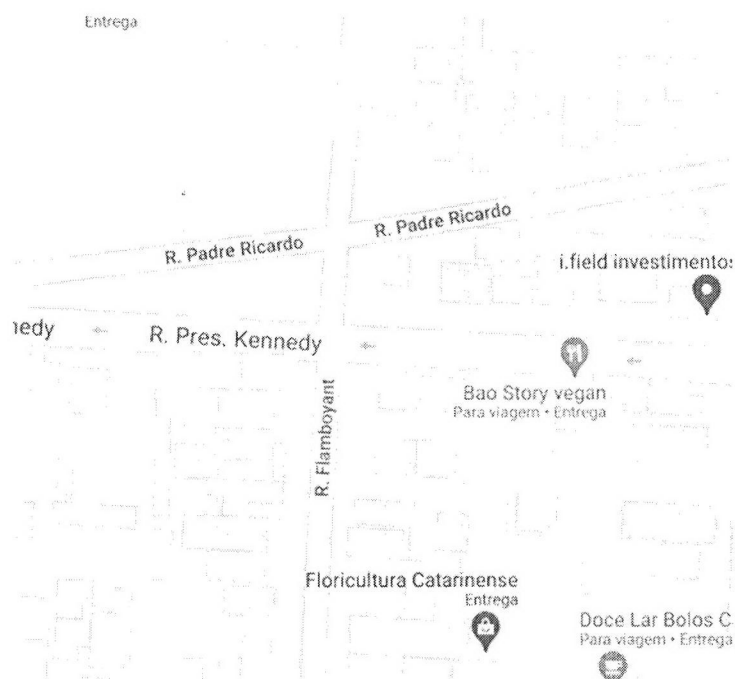 Entrega
R. Padre Ricardo
R. Padre Ricardo
i.field investimentos
nedy
R. Pres. Kennedy
Bao Story vegan
Para viagem • Entrega
R. Flamboyant
Floricultura Catarinense
Entrega
Doce Lar Bolos C
Para viagem • Entrega